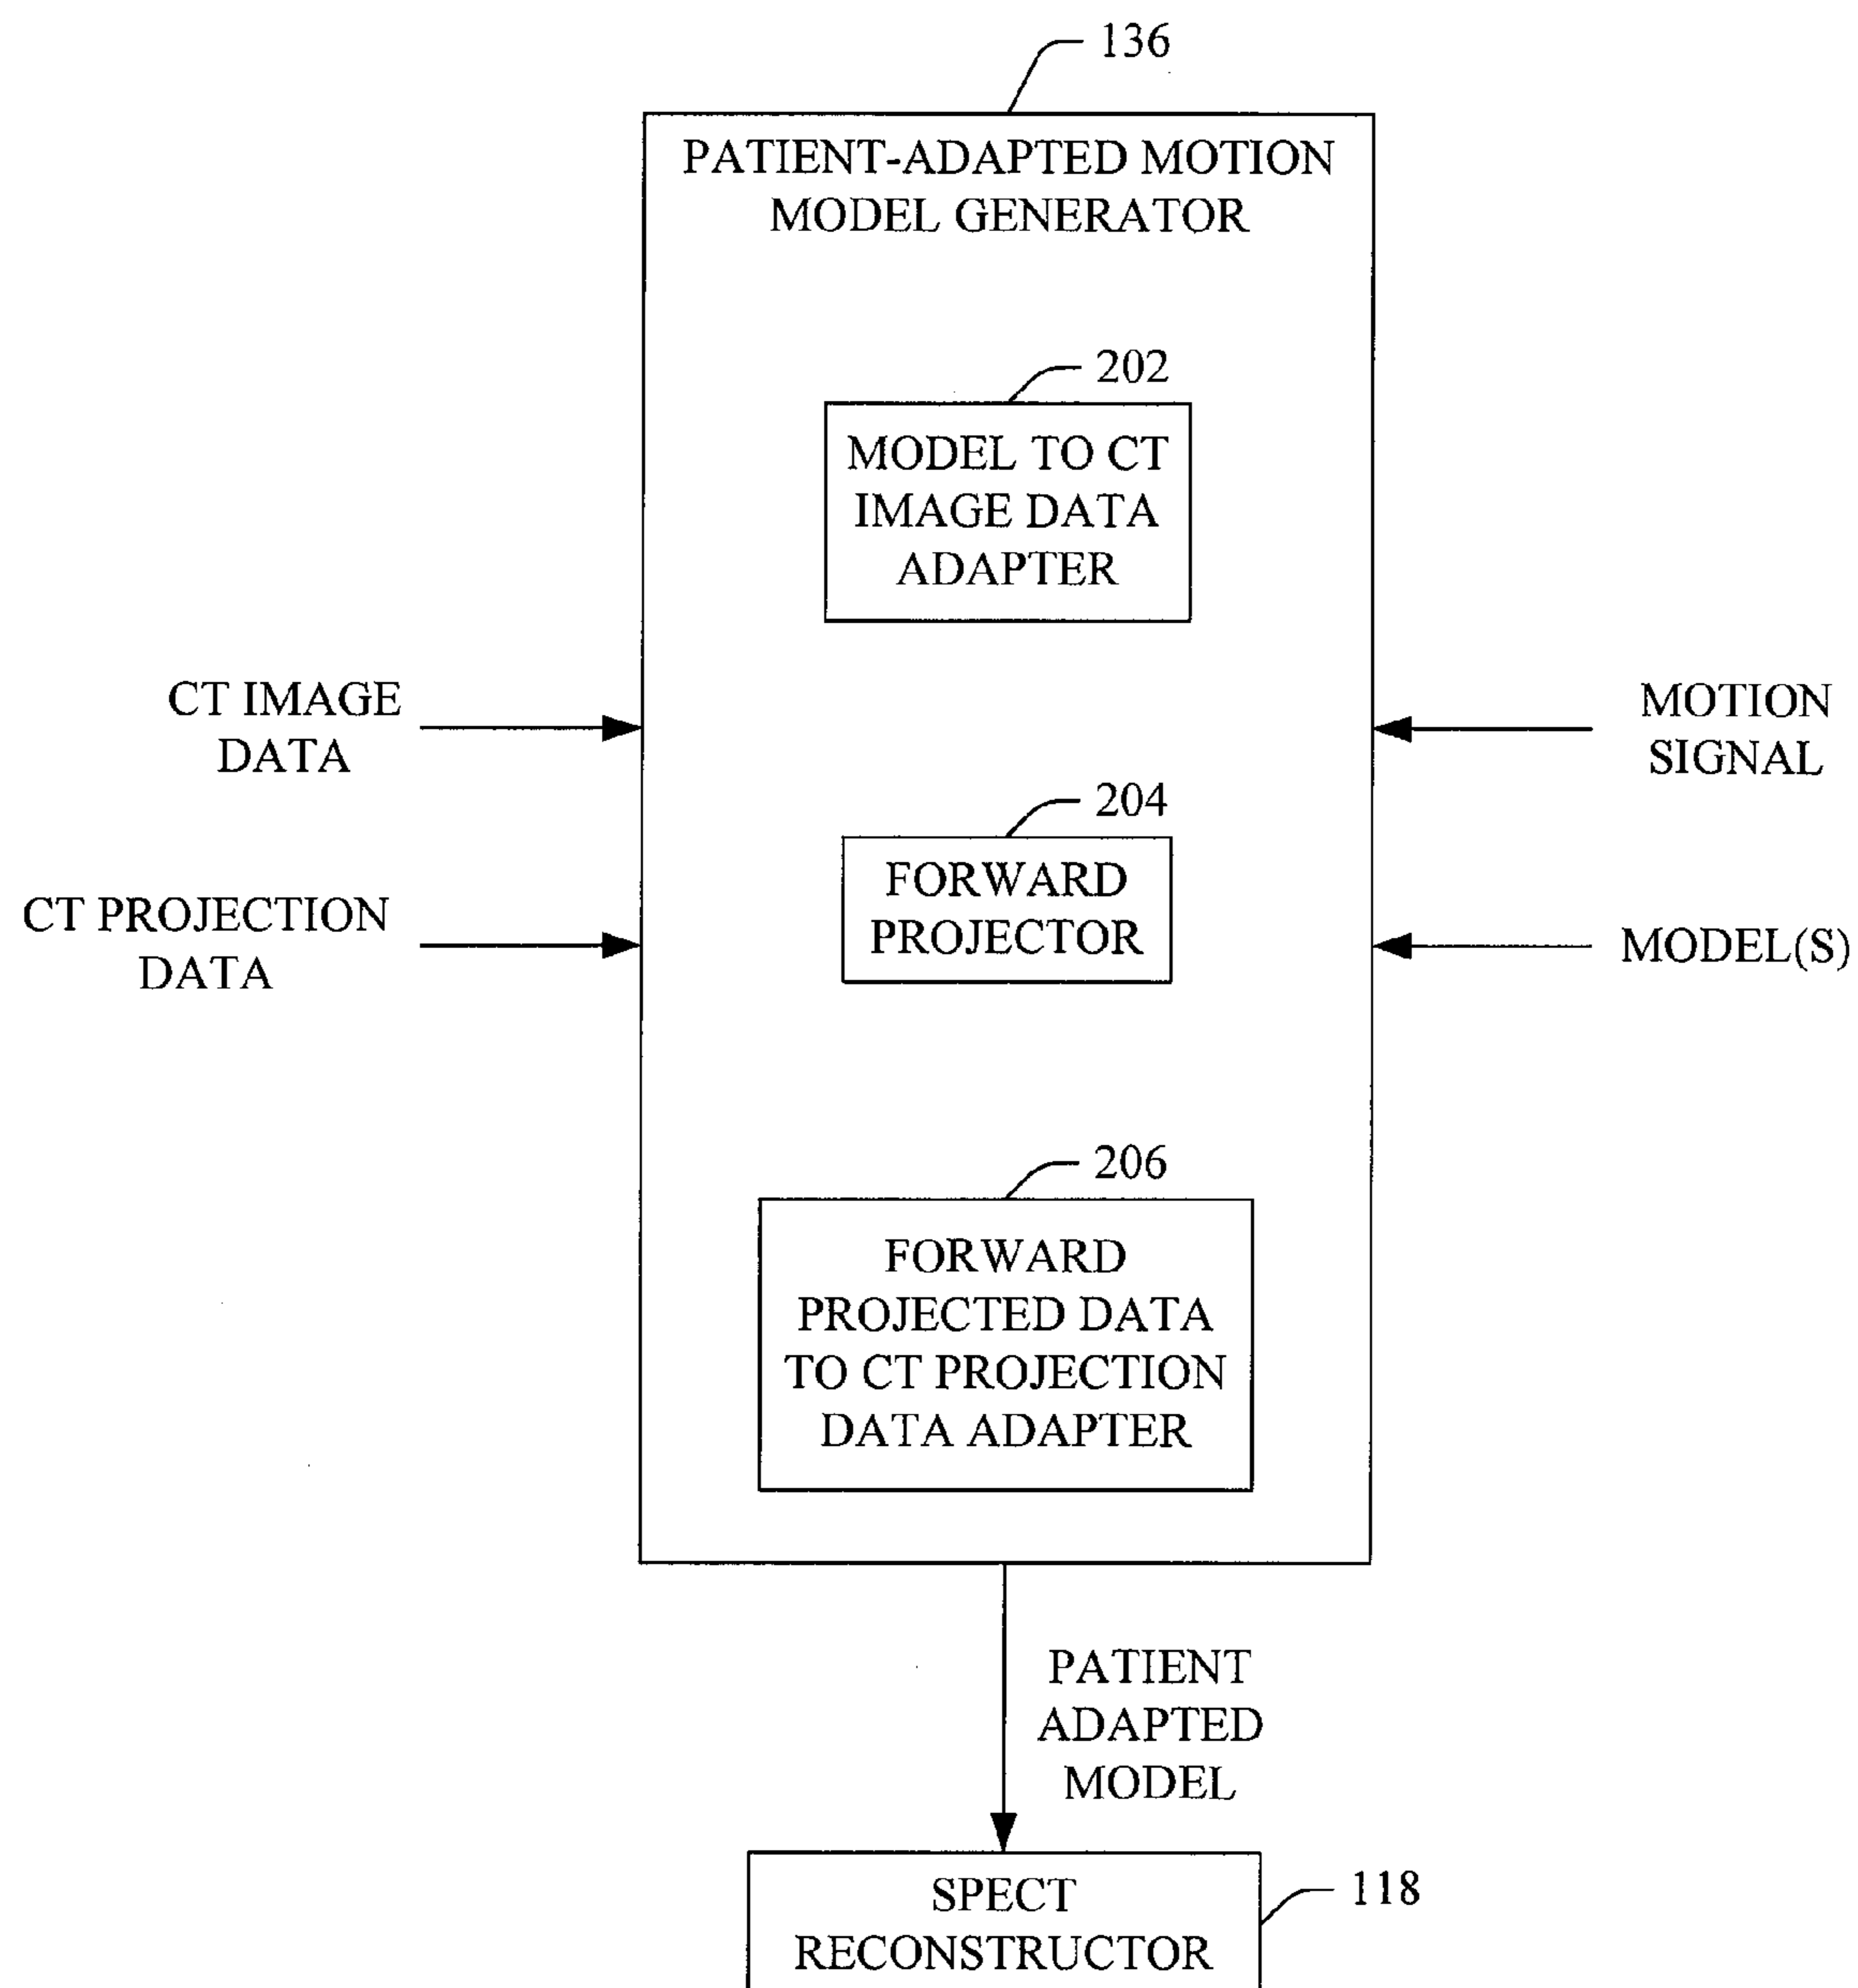 136
PATIENT-ADAPTED MOTION
MODEL GENERATOR
202
MODEL TO CT
IMAGE DATA
ADAPTER
CT IMAGE
DATA
MOTION
SIGNAL
204
FORWARD
PROJECTOR
CT PROJECTION
DATA
MODEL(S)
206
FORWARD
PROJECTED DATA
TO CT PROJECTION
DATA ADAPTER
PATIENT
ADAPTED
MODEL
SPECT
RECONSTRUCTOR
118